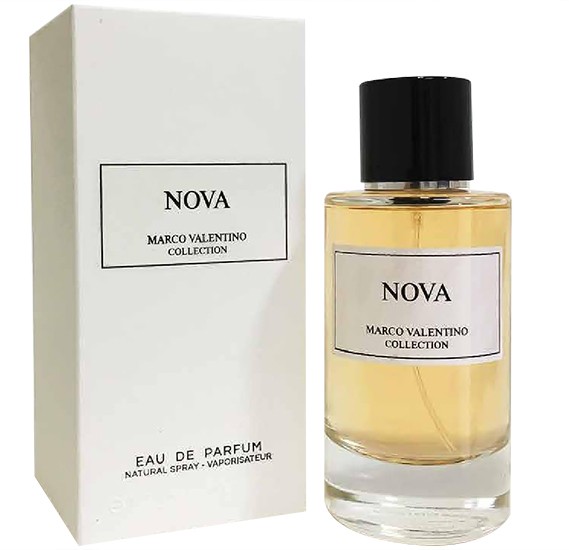 NOVA
MARCO VALENTINO
COLLECTION
EAU DE PARFUM
NATURAL SPRAY - VAPORISATEUR
NOVA
MARCO VALENTINO
COLLECTION